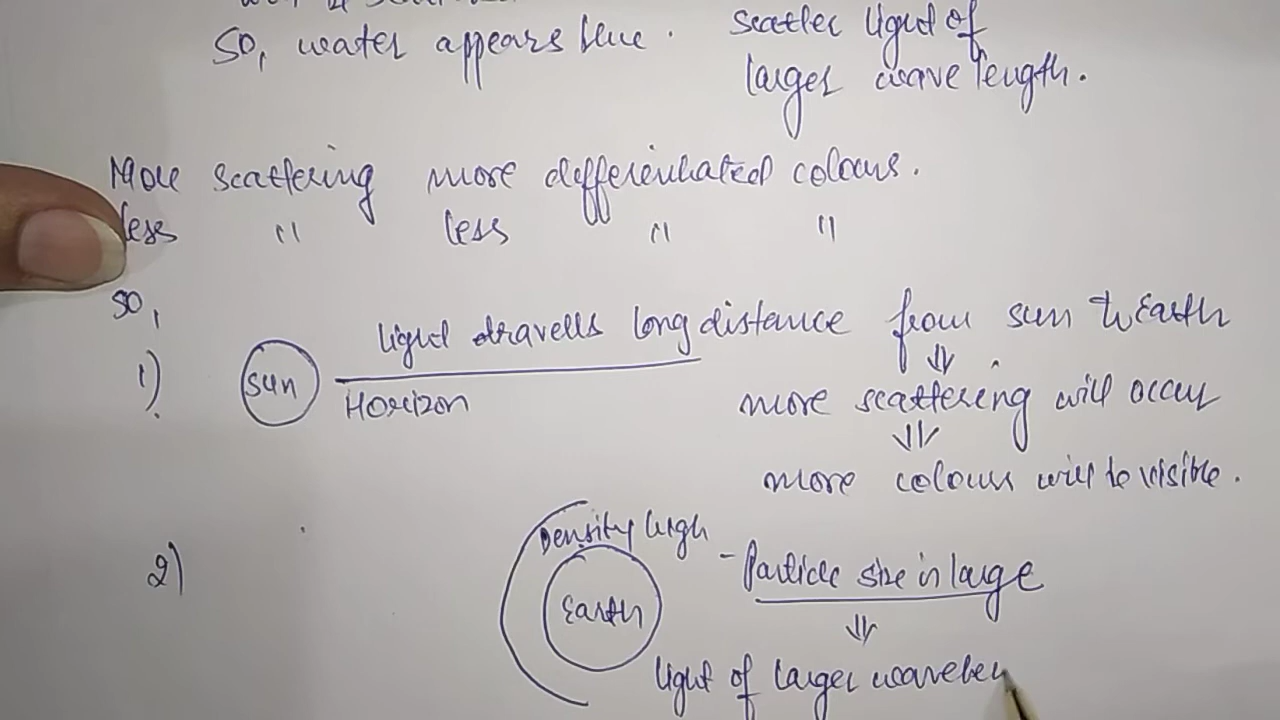 So, water appears blue. scatter light of
larger wavelength.
More scattering more differentiated colours.
less " less " "
so,
1) Sun light travells long distance from sun to Earth
Horizon
more scattering will occur
more colours will be visible.
2) Density high
Earth
- Particle size is large
light of larger wavelen